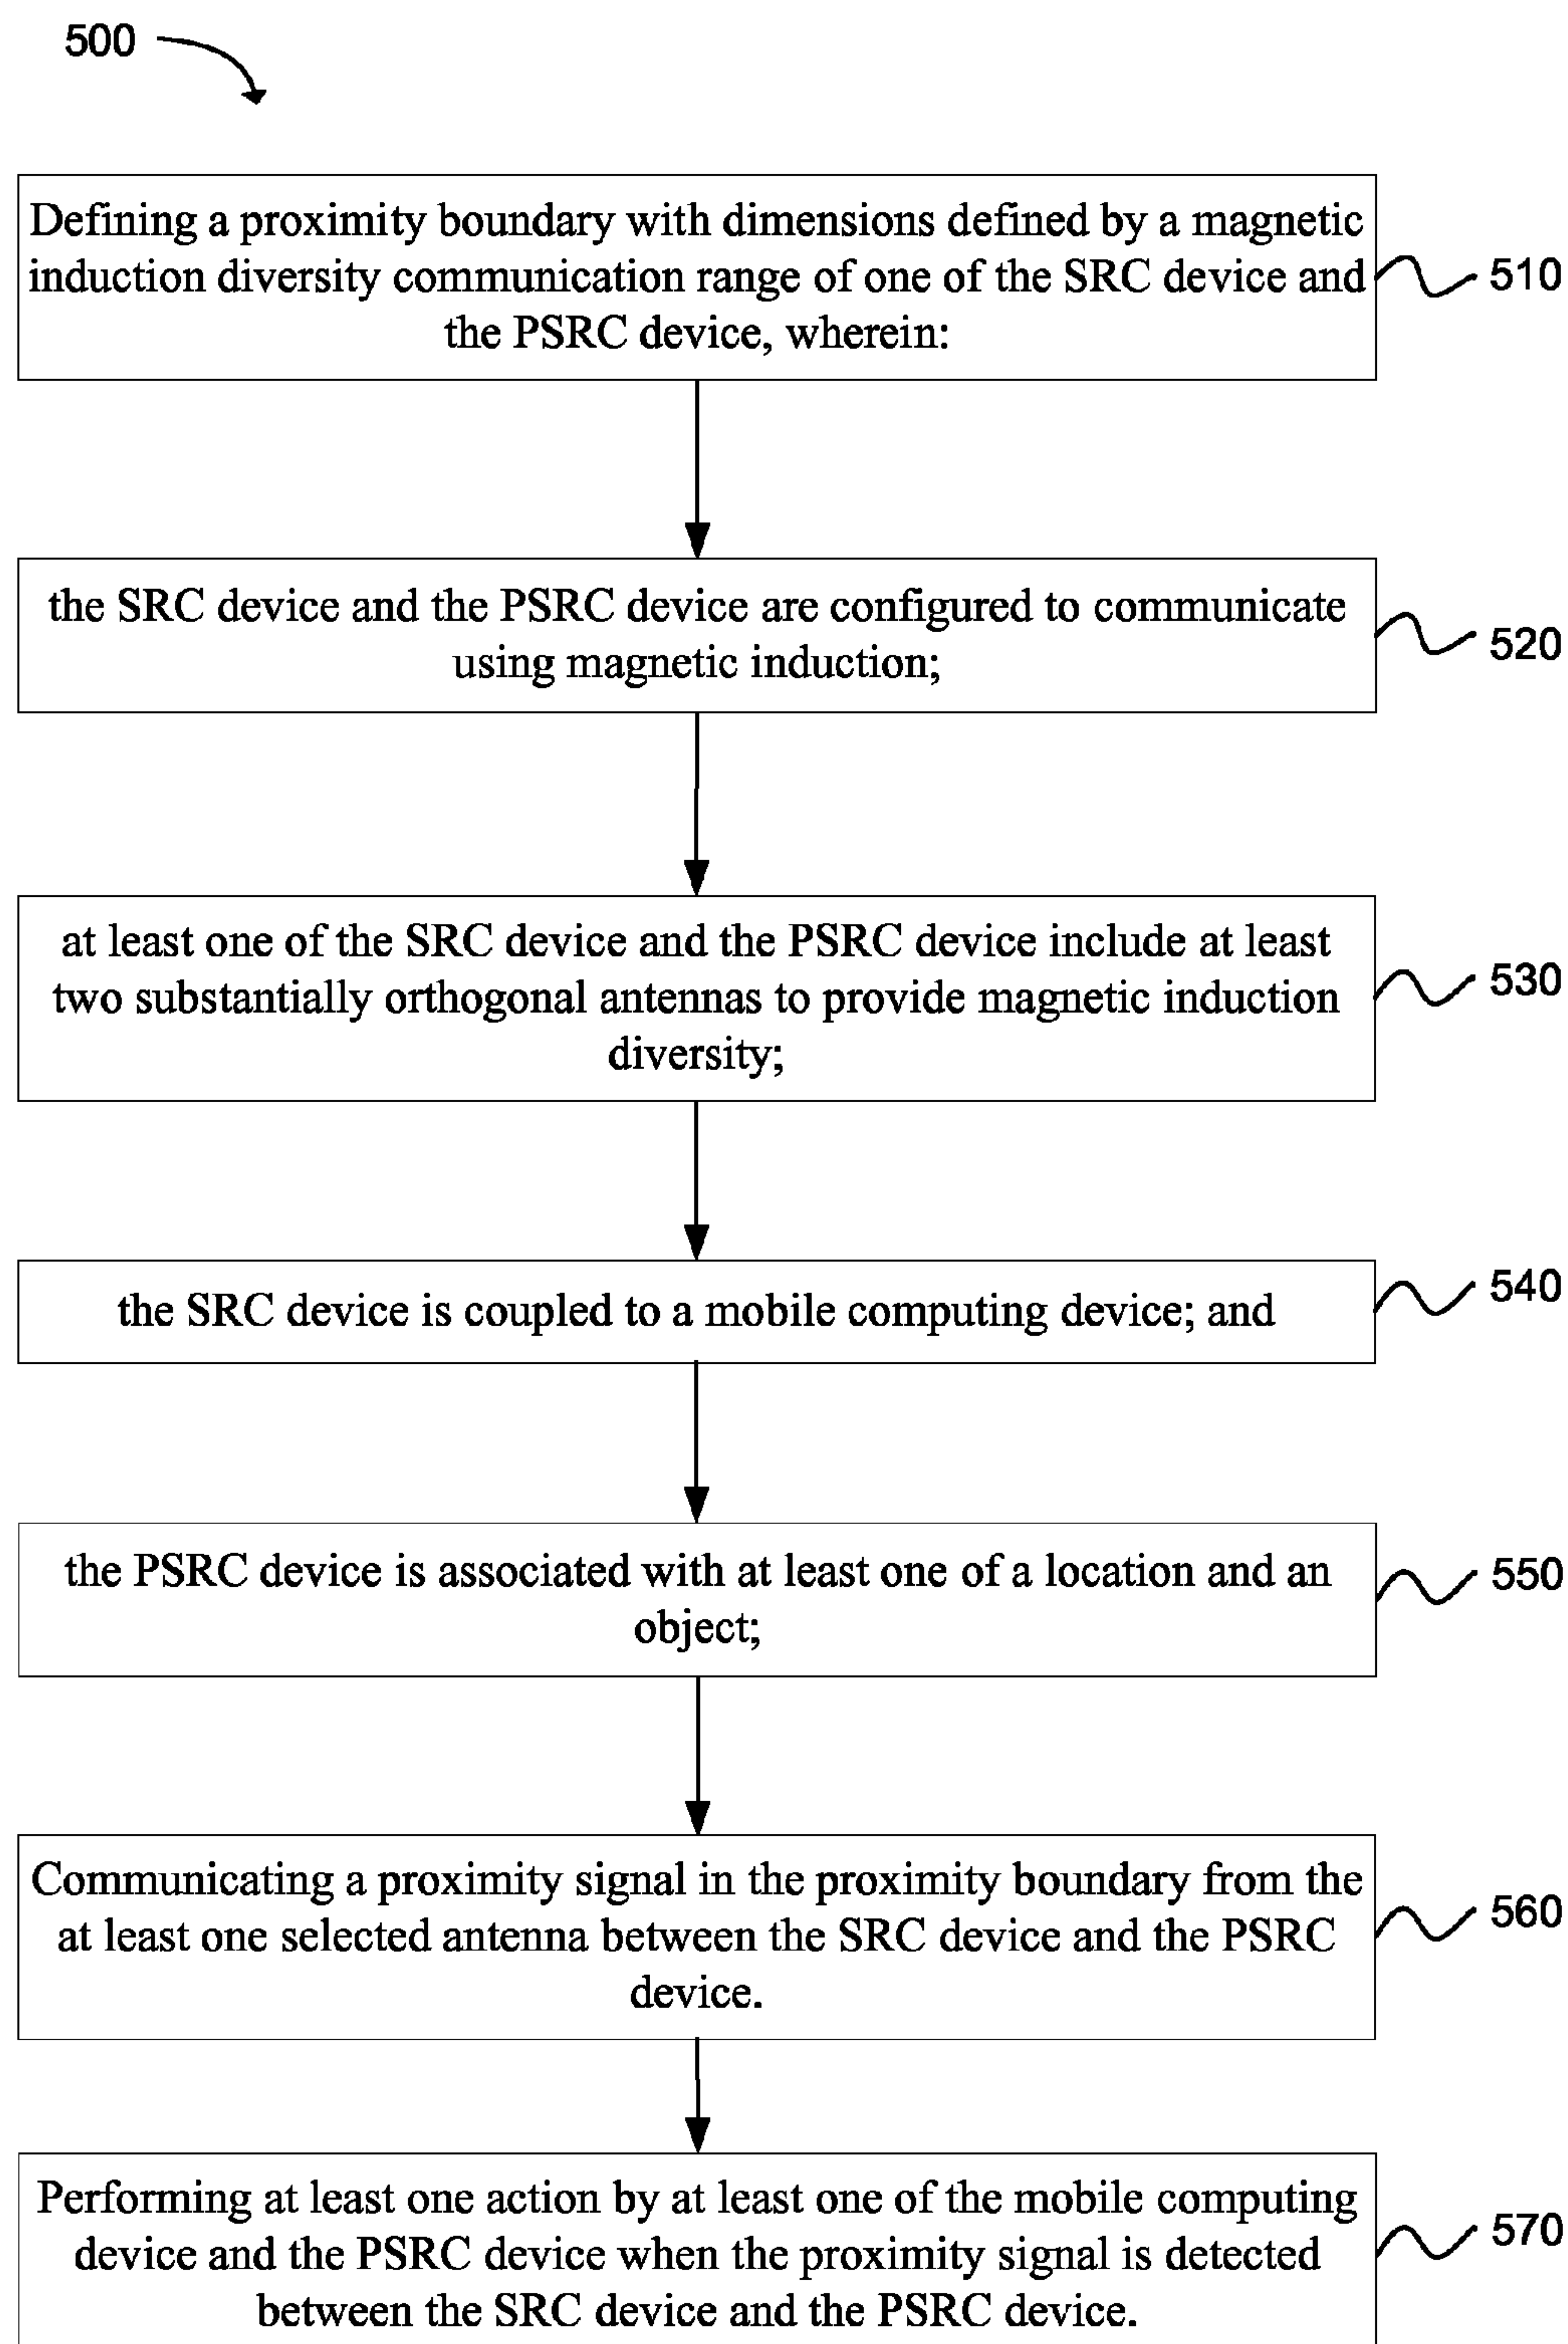 500
Defining a proximity boundary with dimensions defined by a magnetic
induction diversity communication range of one of the SRC device and
the PSRC device, wherein:
510
the SRC device and the PSRC device are configured to communicate
using magnetic induction;
520
at least one of the SRC device and the PSRC device include at least
two substantially orthogonal antennas to provide magnetic induction
diversity;
530
the SRC device is coupled to a mobile computing device; and
540
the PSRC device is associated with at least one of a location and an
object;
550
Communicating a proximity signal in the proximity boundary from the
at least one selected antenna between the SRC device and the PSRC
device.
560
Performing at least one action by at least one of the mobile computing
device and the PSRC device when the proximity signal is detected
between the SRC device and the PSRC device.
570